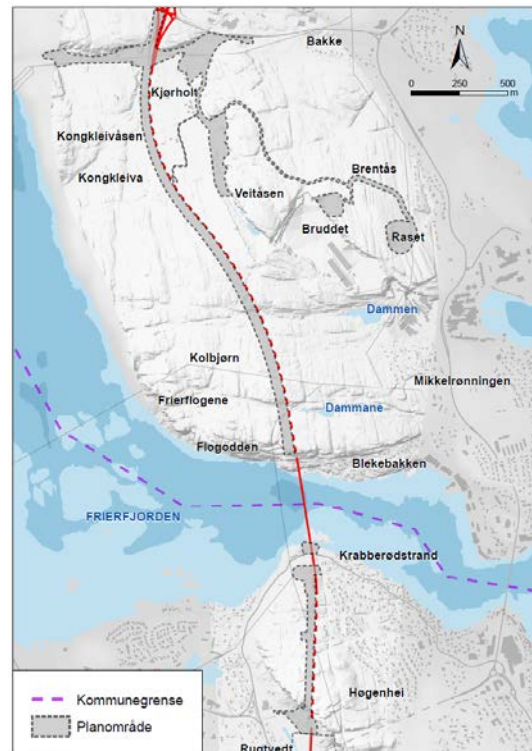 Bakke
N
0 250 500
m
Kjørholt
Kongkleivåsen
Kongkleiva
Brentås
Veitåsen
Bruddet
Raset
Dammen
Kolbjørn
Mikkelrønningen
Frierflogene
Dammane
Flogodden
Blekebakken
FRIERFJORDEN
Krabberødstrand
Kommunegrense
Høgenhei
Planområde
Rugtvedt